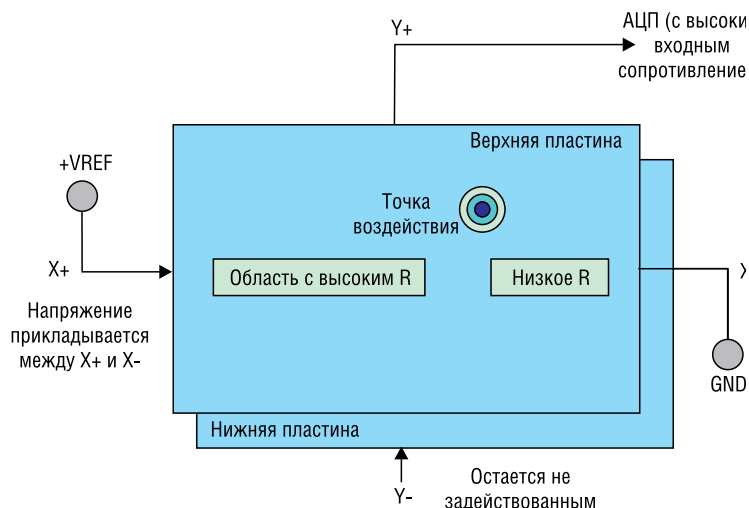 Y+
АЦП (с высоки
входным
сопротивление
Верхняя пластина
+VREF
Точка
воздействия
X+
Область с высоким R
Низкое R
X
Напряжение
прикладывается
между X+ и X-
GND
Нижняя пластина
Y-
Остается не
задействованным